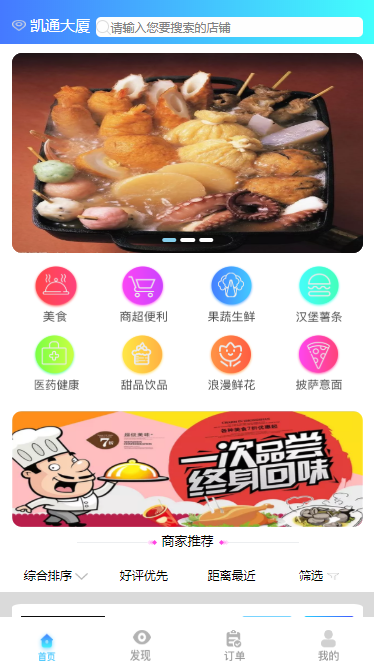 凯通大厦 请输入您要搜索的店铺
美食 商超便利 果蔬生鲜 汉堡薯条
医药健康 甜品饮品 浪漫鲜花 披萨意面
7折
一次品尝
终身回味
商家推荐
综合排序 好评优先 距离最近 筛选
首页 发现 订单 我的